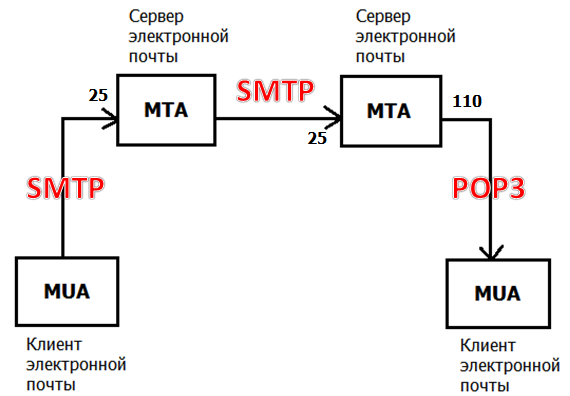 Сервер
электронной
почты
Сервер
электронной
почты
25
MTA
SMTP
25
MTA
110
SMTP
POP3
MUA
MUA
Клиент
электронной
почты
Клиент
электронной
почты